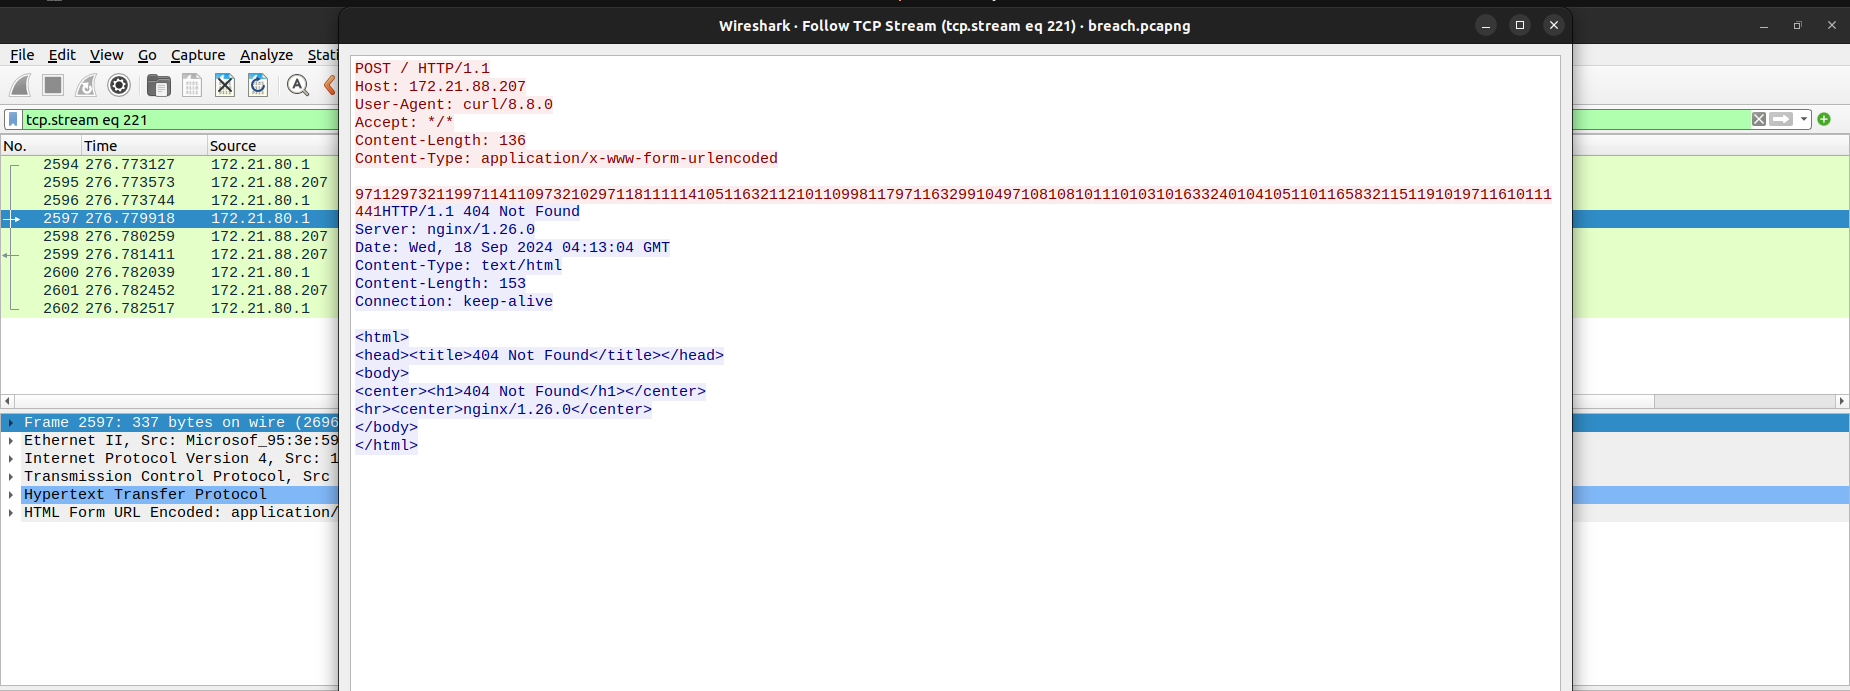 Wireshark · Follow TCP Stream (tcp.stream eq 221) · breach.pcapng
File Edit View Go Capture Analyze Stati
tcp.stream eq 221
No. Time Source
2594 276.773127 172.21.80.1
2595 276.773573 172.21.88.207
2596 276.773744 172.21.80.1
2597 276.779918 172.21.80.1
2598 276.780259 172.21.88.207
2599 276.781411 172.21.88.207
2600 276.782039 172.21.80.1
2601 276.782452 172.21.88.207
2602 276.782517 172.21.80.1
Frame 2597: 337 bytes on wire (2696
Ethernet II, Src: Microsof_95:3e:59
Internet Protocol Version 4, Src: 1
Transmission Control Protocol, Src
Hypertext Transfer Protocol
HTML Form URL Encoded: application/
POST / HTTP/1.1
Host: 172.21.88.207
User-Agent: curl/8.8.0
Accept: */*
Content-Length: 136
Content-Type: application/x-www-form-urlencoded
9711297321199711411097321029711811111410511632112101109981179711632991049710810810111010310163324010410511011658321151191019711610111
441HTTP/1.1 404 Not Found
Server: nginx/1.26.0
Date: Wed, 18 Sep 2024 04:13:04 GMT
Content-Type: text/html
Content-Length: 153
Connection: keep-alive
<html>
<head><title>404 Not Found</title></head>
<body>
<center><h1>404 Not Found</h1></center>
<hr><center>nginx/1.26.0</center>
</body>
</html>